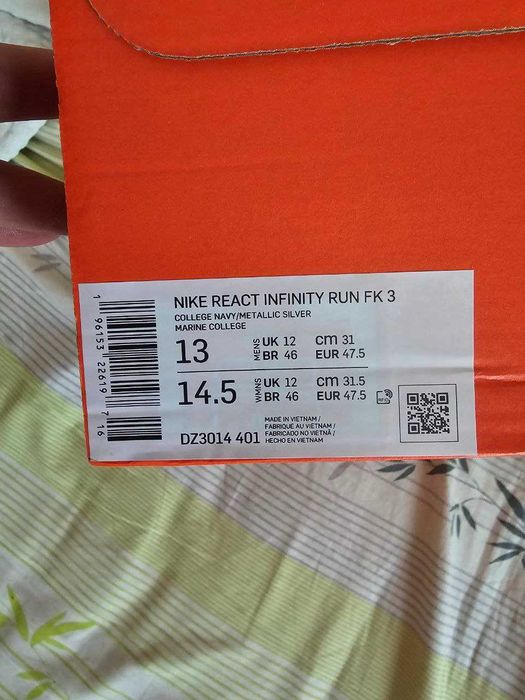 NIKE REACT INFINITY RUN FK 3
COLLEGE NAVY/METALLIC SILVER
MARINE COLLEGE
13 MENS UK 12 CM 31
BR 46 EUR 47.5
14.5 WMNS UK 12 CM 31.5
BR 46 EUR 47.5
RFID
DZ3014 401
MADE IN VIETNAM /
FABRIQUE AU VIETNAM /
FABRICADO NO VIETNÃ /
HECHO EN VIETNAM
1 96153 22619 7 16